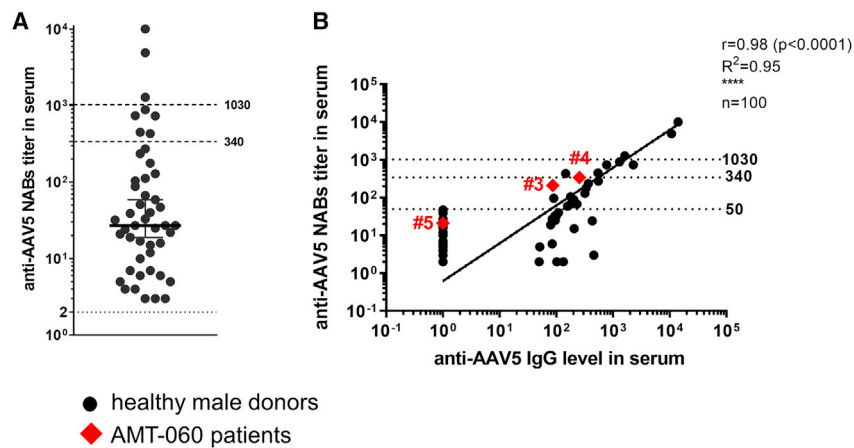 A
anti-AAV5 NABs titer in serum
10⁴
10³
10²
10¹
2
10⁰
1030
340
B
r=0.98 (p<0.0001)
R²=0.95
****
n=100
anti-AAV5 NABs titer in serum
10⁵
10⁴
10³
10²
10¹
10⁰
10⁻¹
#4
#3
#5
1030
340
50
10⁻¹ 10⁰ 10¹ 10² 10³ 10⁴ 10⁵
anti-AAV5 IgG level in serum
healthy male donors
AMT-060 patients